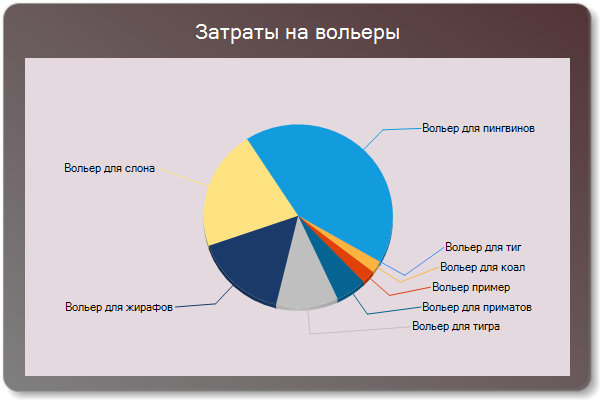 Затраты на вольеры
Вольер для пингвинов
Вольер для слона
Вольер для тиг
Вольер для коал
Вольер пример
Вольер для жирафов
Вольер для приматов
Вольер для тигра